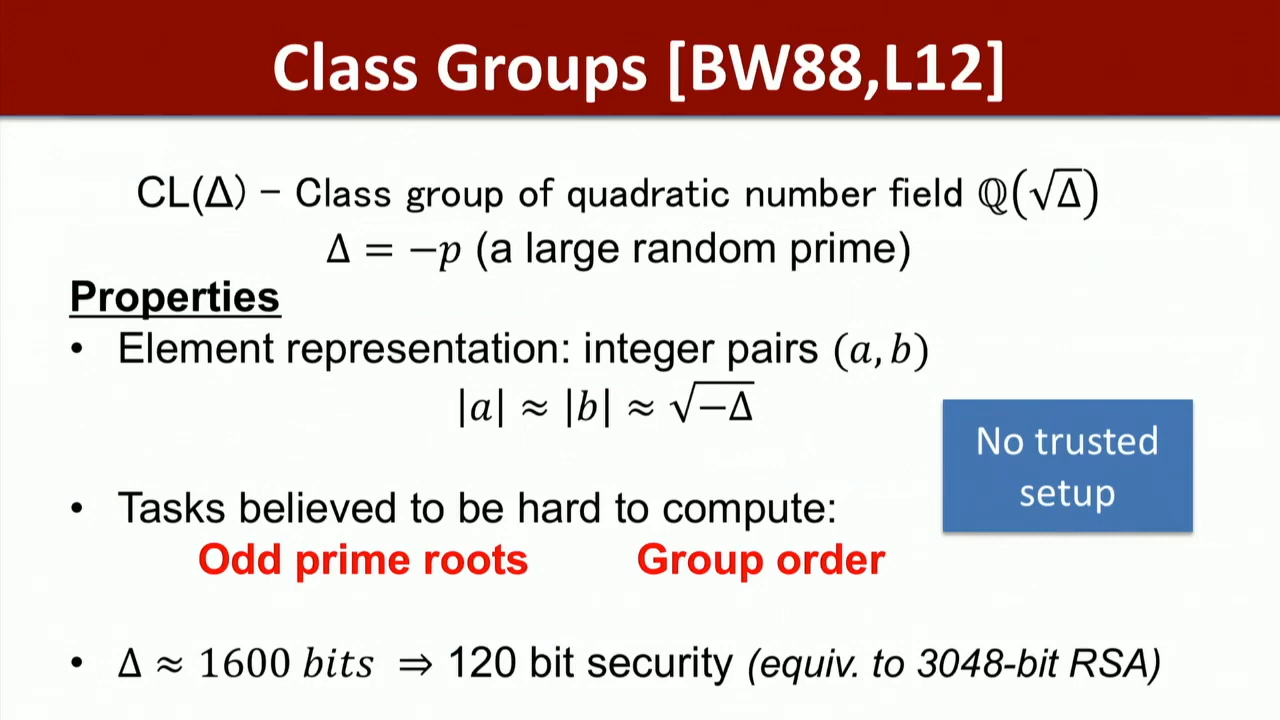 Class Groups [BW88,L12]
CL(Δ) – Class group of quadratic number field ℚ(√Δ)
Δ = −p (a large random prime)
Properties
• Element representation: integer pairs (a, b)
|a| ≈ |b| ≈ √−Δ
No trusted
setup
• Tasks believed to be hard to compute:
Odd prime roots Group order
• Δ ≈ 1600 bits ⇒ 120 bit security (equiv. to 3048-bit RSA)